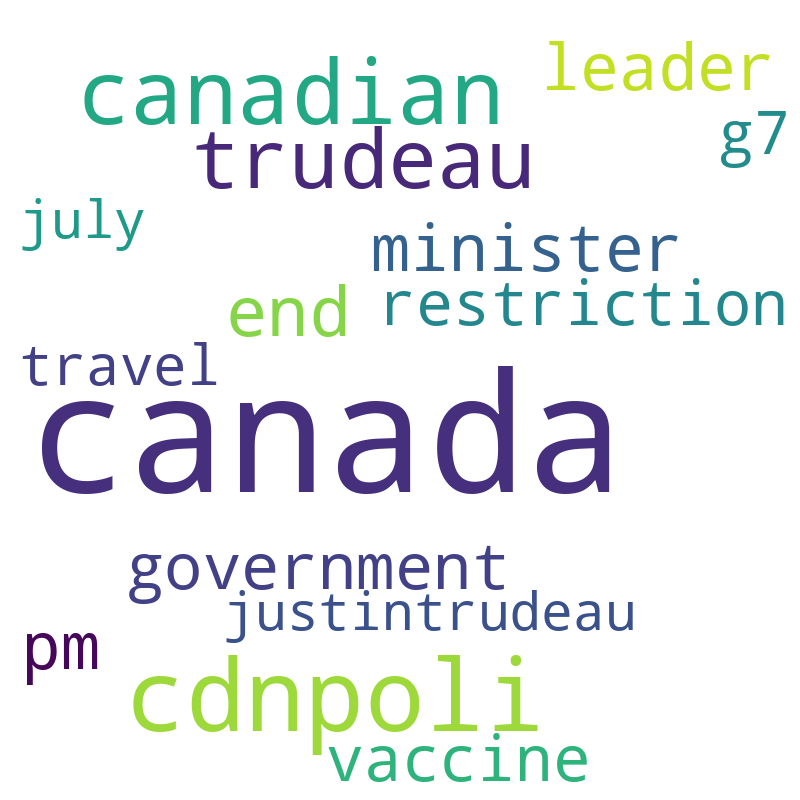 canadian
leader
g7
trudeau
july
minister
end
restriction
travel
canada
government
justintrudeau
pm
cdnpoli
vaccine